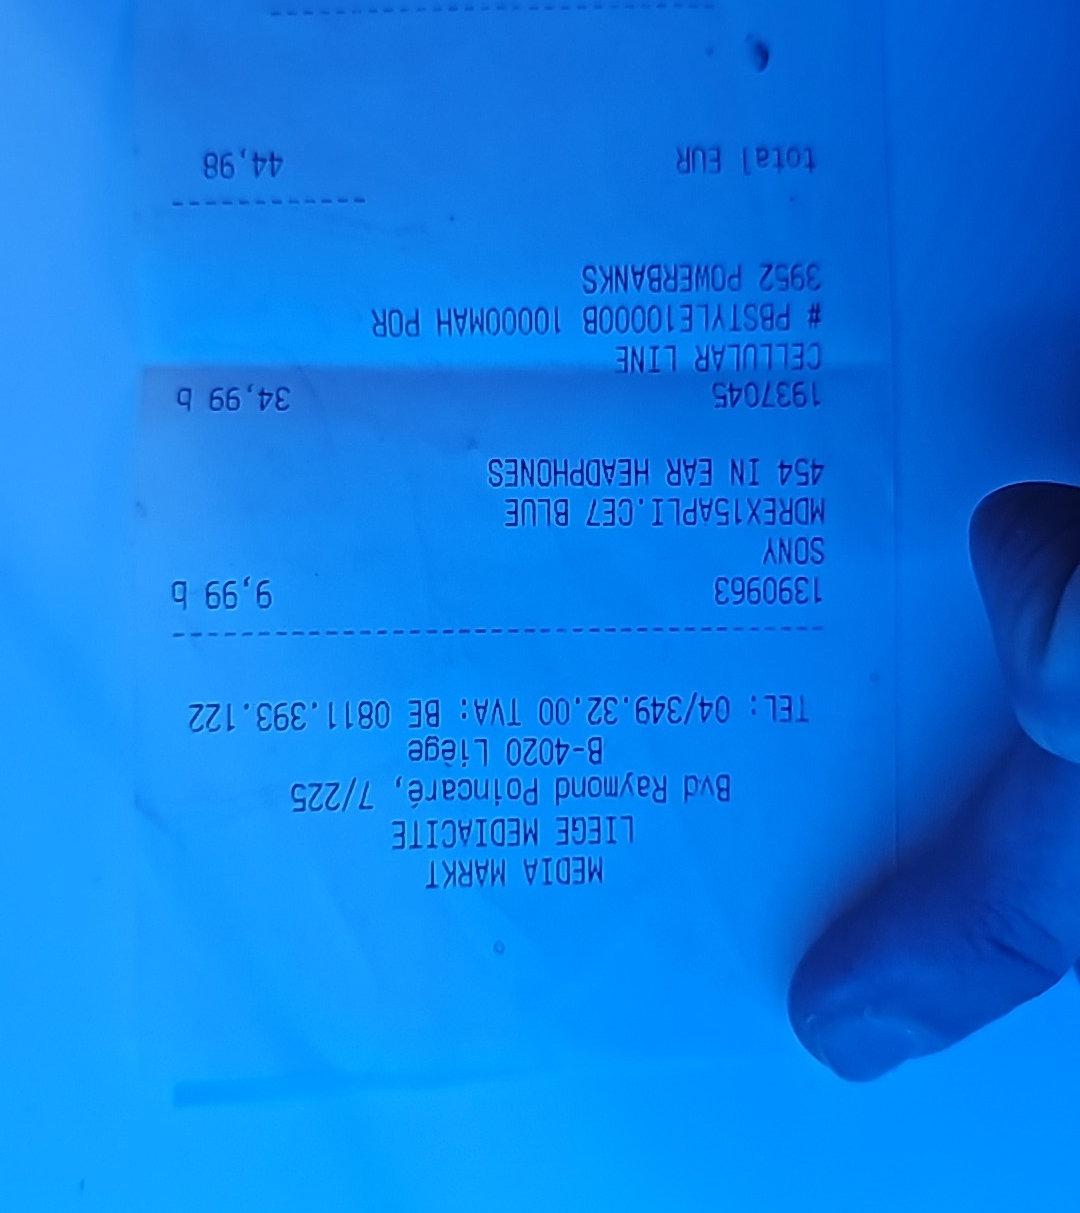 MEDIA MARKT
LIEGE MEDIACITE
Bvd Raymond Poincaré, 7/225
B-4020 Liège
TEL: 04/349.32.00 TVA: BE 0811.393.122
1390963 9,99 b
SONY
MDREX15APLI.CE7 BLUE
454 IN EAR HEADPHONES
1937045 34,99 b
CELLULAR LINE
# PBSTYLE10000B 10000MAH POR
3952 POWERBANKS
total EUR 44,98